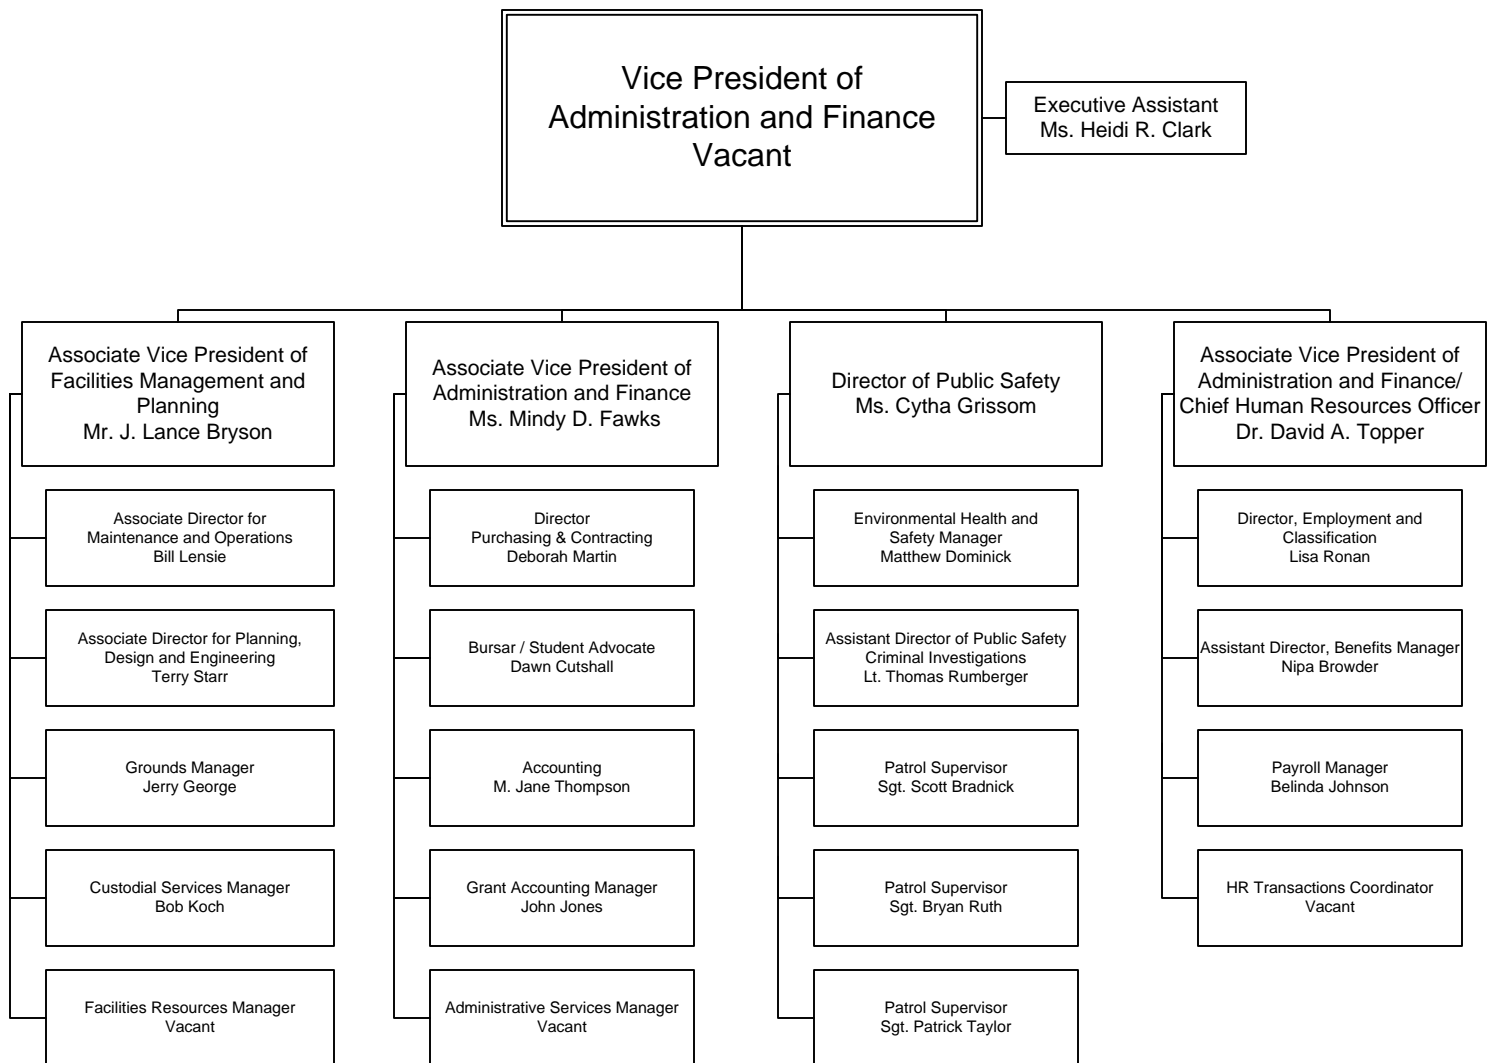 Vice President of
Administration and Finance
Vacant
Executive Assistant
Ms. Heidi R. Clark
Associate Vice President of
Facilities Management and
Planning
Mr. J. Lance Bryson
Associate Director for
Maintenance and Operations
Bill Lensie
Associate Director for Planning,
Design and Engineering
Terry Starr
Grounds Manager
Jerry George
Custodial Services Manager
Bob Koch
Facilities Resources Manager
Vacant
Associate Vice President of
Administration and Finance
Ms. Mindy D. Fawks
Director
Purchasing & Contracting
Deborah Martin
Bursar / Student Advocate
Dawn Cutshall
Accounting
M. Jane Thompson
Grant Accounting Manager
John Jones
Administrative Services Manager
Vacant
Director of Public Safety
Ms. Cytha Grissom
Environmental Health and
Safety Manager
Matthew Dominick
Assistant Director of Public Safety
Criminal Investigations
Lt. Thomas Rumberger
Patrol Supervisor
Sgt. Scott Bradnick
Patrol Supervisor
Sgt. Bryan Ruth
Patrol Supervisor
Sgt. Patrick Taylor
Associate Vice President of
Administration and Finance/
Chief Human Resources Officer
Dr. David A. Topper
Director, Employment and
Classification
Lisa Ronan
Assistant Director, Benefits Manager
Nipa Browder
Payroll Manager
Belinda Johnson
HR Transactions Coordinator
Vacant